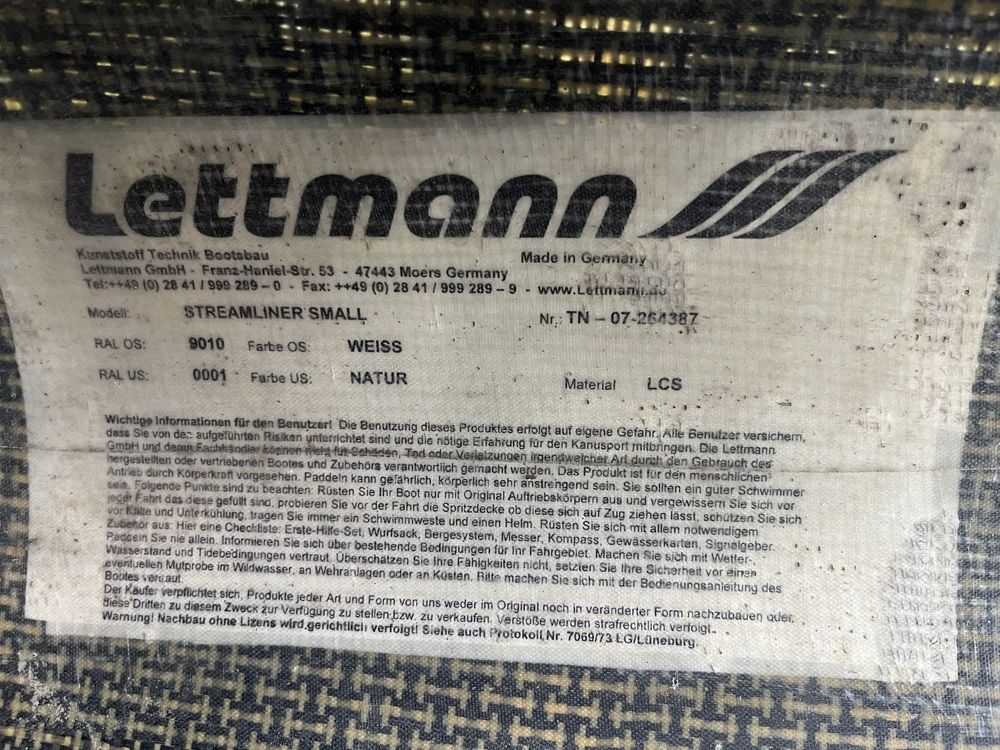 Lettmann
Kunststoff Technik Bootsbau
Made in Germany
Lettmann GmbH - Franz-Haniel-Str. 53 - 47443 Moers Germany
Tel:++49 (0) 28 41 / 999 289 – 0 - Fax: ++49 (0) 28 41 / 999 289 – 9 - www.Lettmann.de
Modell: STREAMLINER SMALL Nr.: TN – 07-264387
RAL OS: 9010 Farbe OS: WEISS
RAL US: 0001 Farbe US: NATUR Material LCS
Wichtige Informationen für den Benutzer! Die Benutzung dieses Produktes erfolgt auf eigene Gefahr. Alle Benutzer versichern,
dass Sie von den aufgeführten Risiken unterrichtet sind und die nötige Erfahrung für den Kanusport mitbringen. Die Lettmann
GmbH und deren Fachhändler können nicht für Schäden, Tod oder Verletzungen irgendwelcher Art durch den Gebrauch des
hergestellten oder vertriebenen Bootes und Zubehörs verantwortlich gemacht werden. Das Produkt ist für den menschlichen
Antrieb durch Körperkraft vorgesehen. Paddeln kann gefährlich, körperlich sehr anstrengend sein. Sie sollten ein guter Schwimmer
sein. Folgende Punkte sind zu beachten: Rüsten Sie Ihr Boot nur mit Original Auftriebskörpern aus und vergewissern Sie sich vor
jeder Fahrt das diese gefüllt sind, probieren Sie vor der Fahrt die Spritzdecke ob diese sich auf Zug ziehen lässt, schützen Sie sich
vor Kälte und Unterkühlung, tragen Sie immer ein Schwimmweste und einen Helm. Rüsten Sie sich mit allem notwendigem
Zubehör aus: Hier eine Checkliste: Erste-Hilfe-Set, Wurfsack, Bergesystem, Messer, Kompass, Gewässerkarten, Signalgeber.
Paddeln Sie nie allein. Informieren Sie sich über bestehende Bedingungen für Ihr Fahrgebiet. Machen Sie sich mit Wetter-,
Wasserstand und Tidebedingungen vertraut. Überschätzen Sie Ihre Fähigkeiten nicht, setzten Sie Ihre Sicherheit vor einen
eventuellen Mutprobe im Wildwasser, an Wehranlagen oder an Küsten. Bitte machen Sie sich mit der Bedienungsanleitung des
Bootes vertraut.
Der Käufer verpflichtet sich, Produkte jeder Art und Form von uns weder im Original noch in veränderter Form nachzubauen oder
diese Dritten zu diesem Zweck zur Verfügung zu stellen bzw. zu verkaufen. Verstöße werden strafrechtlich verfolgt.
Warnung! Nachbau ohne Lizens wird gerichtlich verfolgt! Siehe auch Protokoll Nr. 7069/73 LG/Lüneburg.